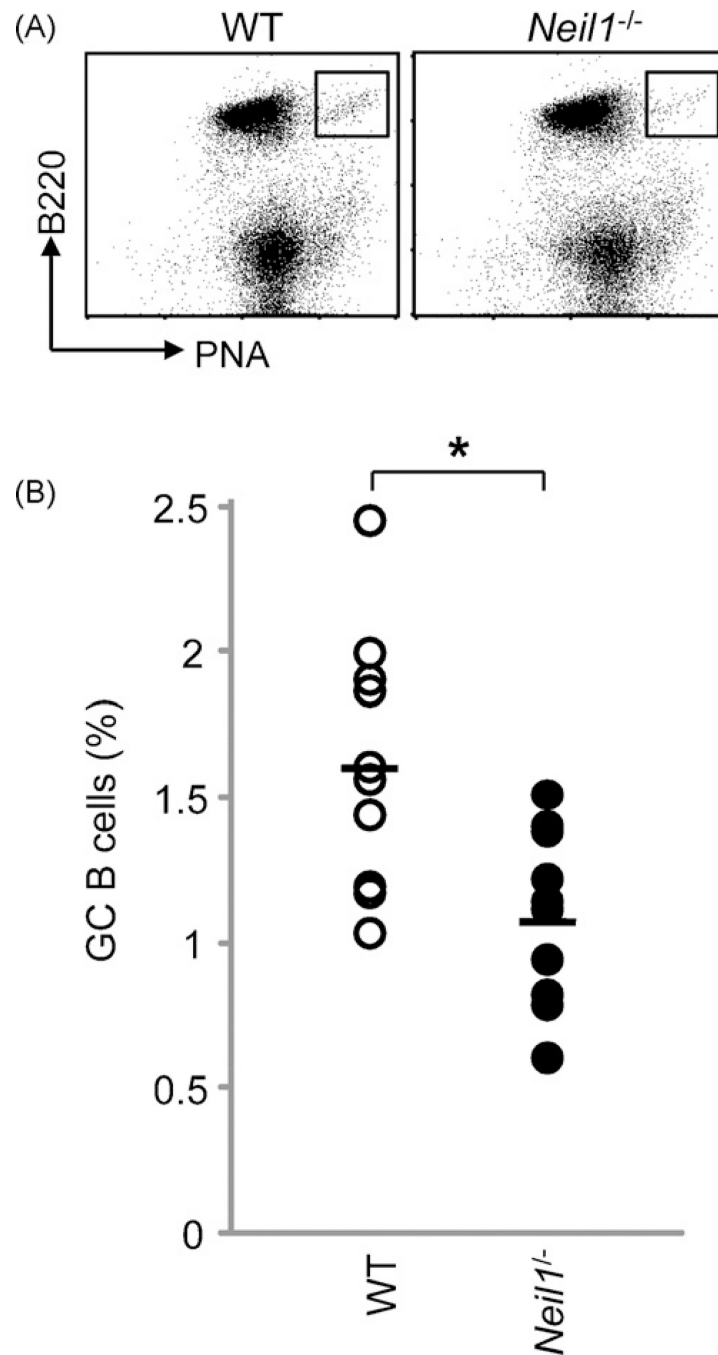 (A)
WT
Neil1-/-
B220
PNA
(B)
*
2.5
2
1.5
1
0.5
0
GC B cells (%)
WT
Neil1/-